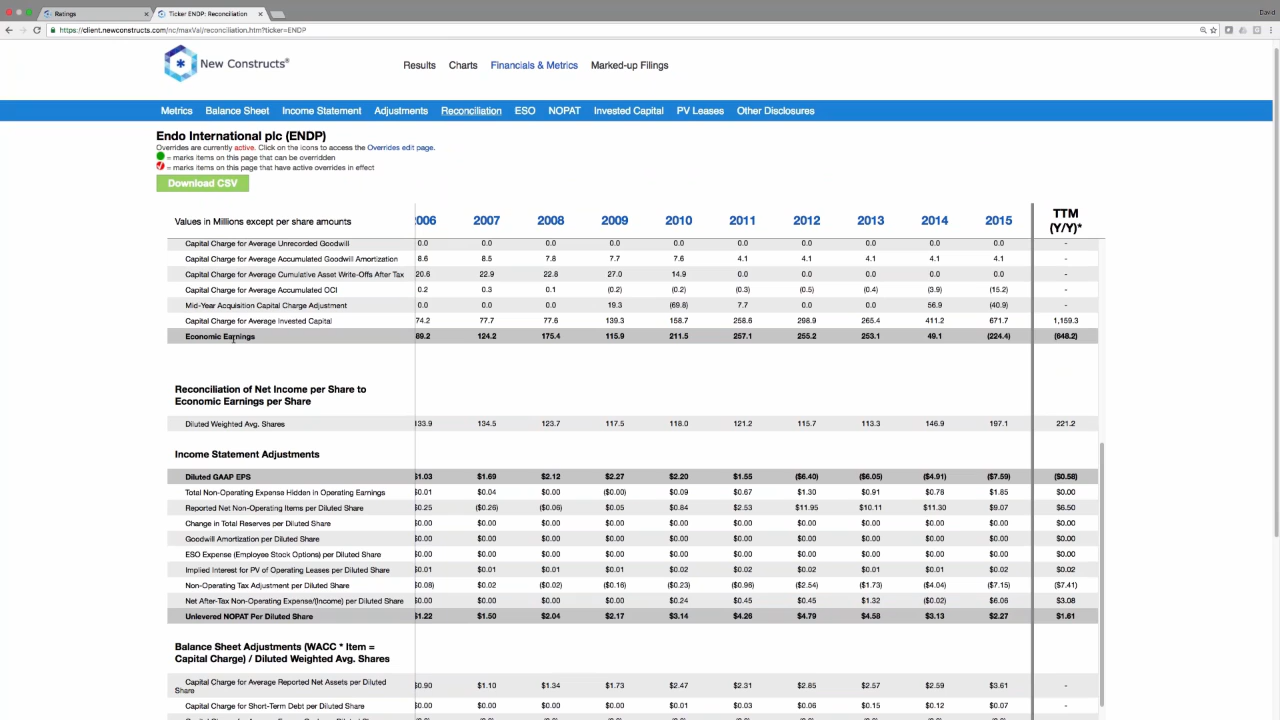 Ratings
Ticker ENDP: Reconciliation
David
https://client.newconstructs.com/nc/maxVal/reconciliation.htm?ticker=ENDP
New Constructs®
Results Charts Financials & Metrics Marked-up Filings
Metrics Balance Sheet Income Statement Adjustments Reconciliation ESO NOPAT Invested Capital PV Leases Other Disclosures
Endo International plc (ENDP)
Overrides are currently active. Click on the icons to access the Overrides edit page.
= marks items on this page that can be overridden
= marks items on this page that have active overrides in effect
Download CSV
Values in Millions except per share amounts 2006 2007 2008 2009 2010 2011 2012 2013 2014 2015 TTM (Y/Y)*
Capital Charge for Average Unrecorded Goodwill 0.0 0.0 0.0 0.0 0.0 0.0 0.0 0.0 0.0 0.0 -
Capital Charge for Average Accumulated Goodwill Amortization 8.6 8.5 7.8 7.7 7.6 4.1 4.1 4.1 4.1 4.1 -
Capital Charge for Average Cumulative Asset Write-Offs After Tax 20.6 22.9 22.8 27.0 14.9 0.0 0.0 0.0 0.0 0.0 -
Capital Charge for Average Accumulated OCI 0.2 0.3 0.1 (0.2) (0.2) (0.3) (0.5) (0.4) (3.9) (15.2) -
Mid-Year Acquisition Capital Charge Adjustment 0.0 0.0 0.0 19.3 (69.8) 7.7 0.0 0.0 56.9 (40.9) -
Capital Charge for Average Invested Capital 74.2 77.7 77.6 139.3 158.7 258.6 298.9 265.4 411.2 671.7 1,159.3
Economic Earnings 89.2 124.2 175.4 115.9 211.5 257.1 255.2 253.1 49.1 (224.4) (648.2)
Reconciliation of Net Income per Share to
Economic Earnings per Share
Diluted Weighted Avg. Shares 133.9 134.5 123.7 117.5 118.0 121.2 115.7 113.3 146.9 197.1 221.2
Income Statement Adjustments
Diluted GAAP EPS $1.03 $1.69 $2.12 $2.27 $2.20 $1.55 ($6.40) ($6.05) ($4.91) ($7.59) ($0.58)
Total Non-Operating Expense Hidden in Operating Earnings $0.01 $0.04 $0.00 ($0.00) $0.09 $0.67 $1.30 $0.91 $0.78 $1.85 $0.00
Reported Net Non-Operating Items per Diluted Share $0.25 ($0.26) ($0.06) $0.05 $0.84 $2.53 $11.95 $10.11 $11.30 $9.07 $6.50
Change in Total Reserves per Diluted Share $0.00 $0.00 $0.00 $0.00 $0.00 $0.00 $0.00 $0.00 $0.00 $0.00 $0.00
Goodwill Amortization per Diluted Share $0.00 $0.00 $0.00 $0.00 $0.00 $0.00 $0.00 $0.00 $0.00 $0.00 $0.00
ESO Expense (Employee Stock Options) per Diluted Share $0.00 $0.00 $0.00 $0.00 $0.00 $0.00 $0.00 $0.00 $0.00 $0.00 $0.00
Implied Interest for PV of Operating Leases per Diluted Share $0.01 $0.01 $0.01 $0.01 $0.02 $0.02 $0.02 $0.01 $0.01 $0.02 $0.02
Non-Operating Tax Adjustment per Diluted Share ($0.08) $0.02 ($0.02) ($0.16) ($0.23) ($0.96) ($2.54) ($1.73) ($4.04) ($7.15) ($7.41)
Net After-Tax Non-Operating Expense/(Income) per Diluted Share $0.00 $0.00 $0.00 $0.00 $0.24 $0.45 $0.45 $1.32 ($0.02) $6.06 $3.08
Unlevered NOPAT Per Diluted Share $1.22 $1.50 $2.04 $2.17 $3.14 $4.26 $4.79 $4.58 $3.13 $2.27 $1.61
Balance Sheet Adjustments (WACC * Item =
Capital Charge) / Diluted Weighted Avg. Shares
Capital Charge for Average Reported Net Assets per Diluted
Share $0.90 $1.10 $1.34 $1.73 $2.47 $2.31 $2.85 $2.57 $2.59 $3.61 -
Capital Charge for Short-Term Debt per Diluted Share $0.00 $0.00 $0.00 $0.00 $0.01 $0.03 $0.06 $0.15 $0.12 $0.07 -